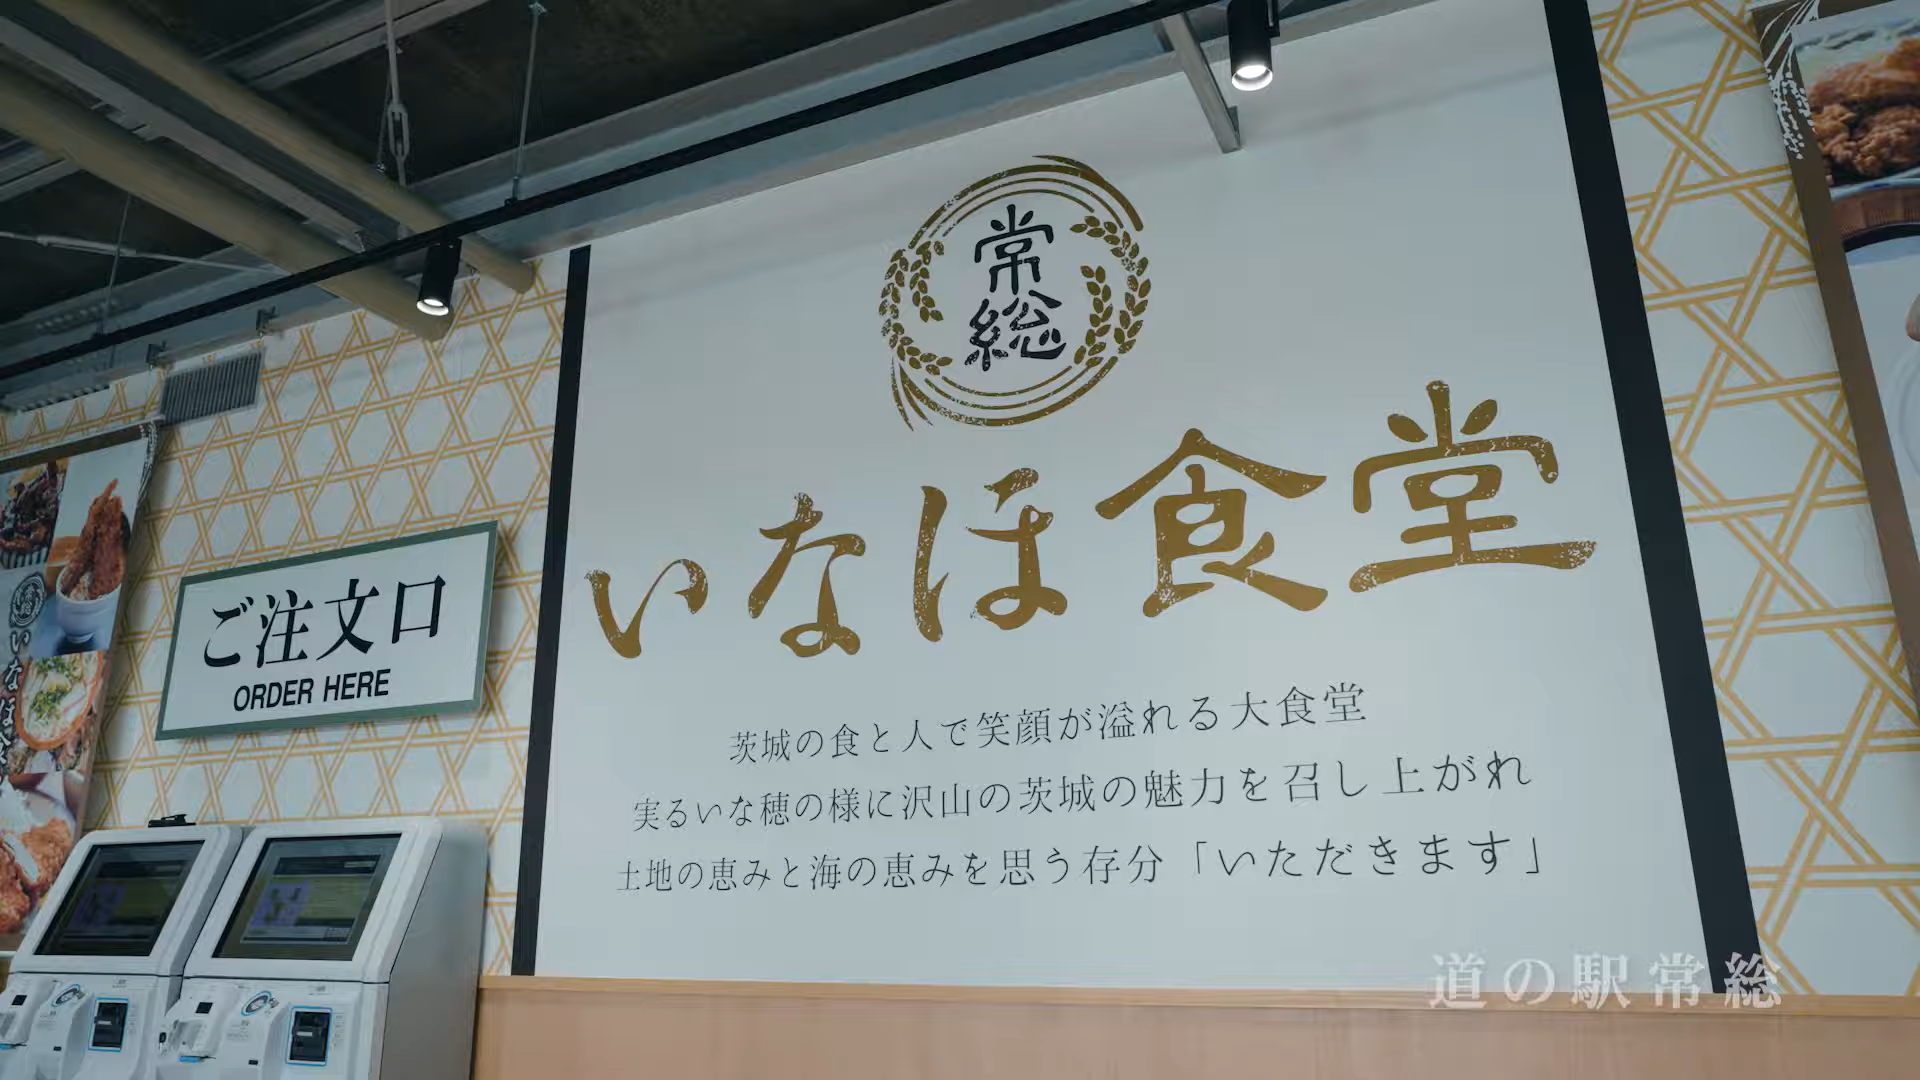 常総
いなほ食堂
茨城の食と人で笑顔が溢れる大食堂
実るいな穂の様に沢山の茨城の魅力を召し上がれ
土地の恵みと海の恵みを思う存分「いただきます」
ご注文口
ORDER HERE
いなほ
道の駅常総